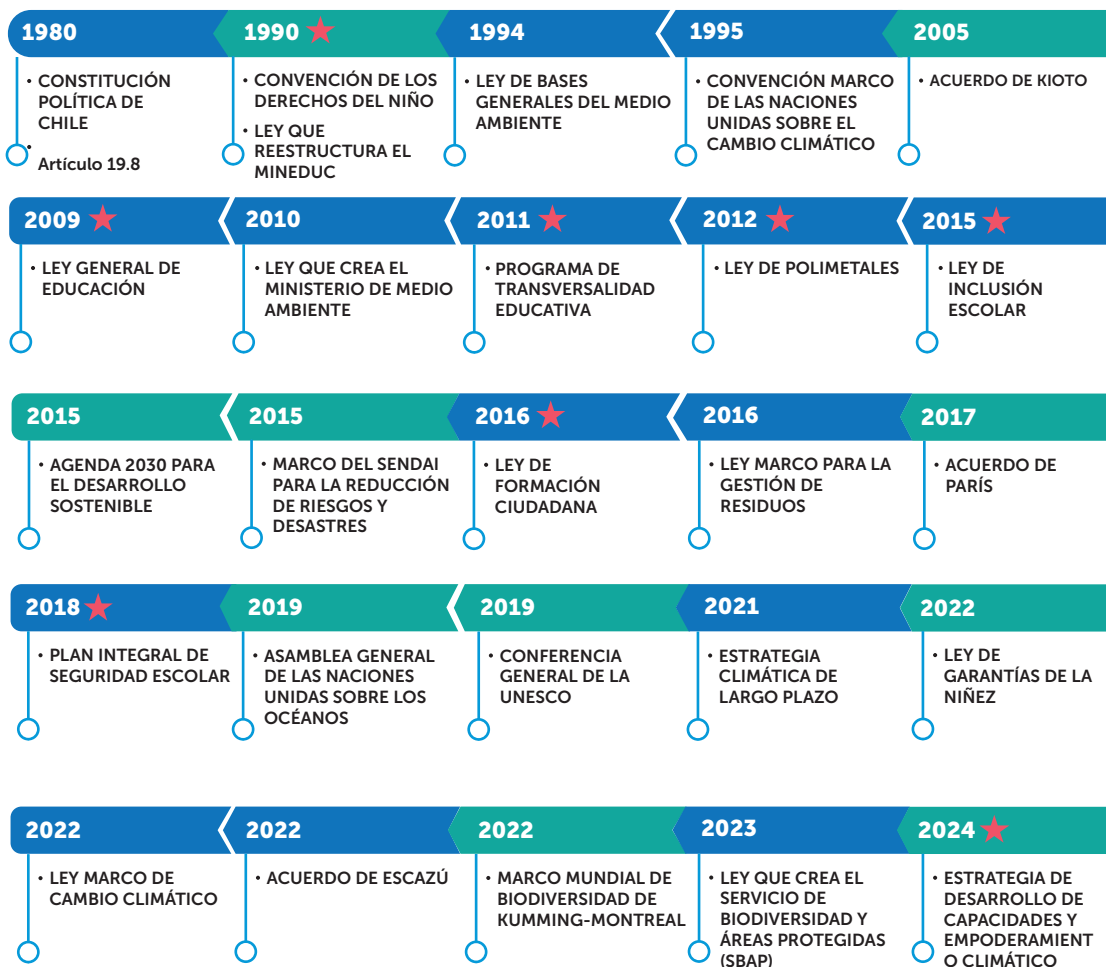 1980
• CONSTITUCIÓN
POLÍTICA DE
CHILE
•
Artículo 19.8
1990
• CONVENCIÓN DE LOS
DERECHOS DEL NIÑO
• LEY QUE
REESTRUCTURA EL
MINEDUC
1994
• LEY DE BASES
GENERALES DEL MEDIO
AMBIENTE
1995
• CONVENCIÓN MARCO
DE LAS NACIONES
UNIDAS SOBRE EL
CAMBIO CLIMÁTICO
2005
• ACUERDO DE KIOTO
2009
• LEY GENERAL DE
EDUCACIÓN
2010
• LEY QUE CREA EL
MINISTERIO DE MEDIO
AMBIENTE
2011
• PROGRAMA DE
TRANSVERSALIDAD
EDUCATIVA
2012
• LEY DE POLIMETALES
2015
• LEY DE
INCLUSIÓN
ESCOLAR
2015
• AGENDA 2030 PARA
EL DESARROLLO
SOSTENIBLE
2015
• MARCO DEL SENDAI
PARA LA REDUCCIÓN
DE RIESGOS Y
DESASTRES
2016
• LEY DE
FORMACIÓN
CIUDADANA
2016
• LEY MARCO PARA LA
GESTIÓN DE
RESIDUOS
2017
• ACUERDO DE
PARÍS
2018
• PLAN INTEGRAL DE
SEGURIDAD ESCOLAR
2019
• ASAMBLEA GENERAL
DE LAS NACIONES
UNIDAS SOBRE LOS
OCÉANOS
2019
• CONFERENCIA
GENERAL DE LA
UNESCO
2021
• ESTRATEGIA
CLIMÁTICA DE
LARGO PLAZO
2022
• LEY DE
GARANTÍAS DE LA
NIÑEZ
2022
• LEY MARCO DE
CAMBIO CLIMÁTICO
2022
• ACUERDO DE ESCAZÚ
2022
• MARCO MUNDIAL DE
BIODIVERSIDAD DE
KUMMING-MONTREAL
2023
• LEY QUE CREA EL
SERVICIO DE
BIODIVERSIDAD Y
ÁREAS PROTEGIDAS
(SBAP)
2024
• ESTRATEGIA DE
DESARROLLO DE
CAPACIDADES Y
EMPODERAMIENT
O CLIMÁTICO